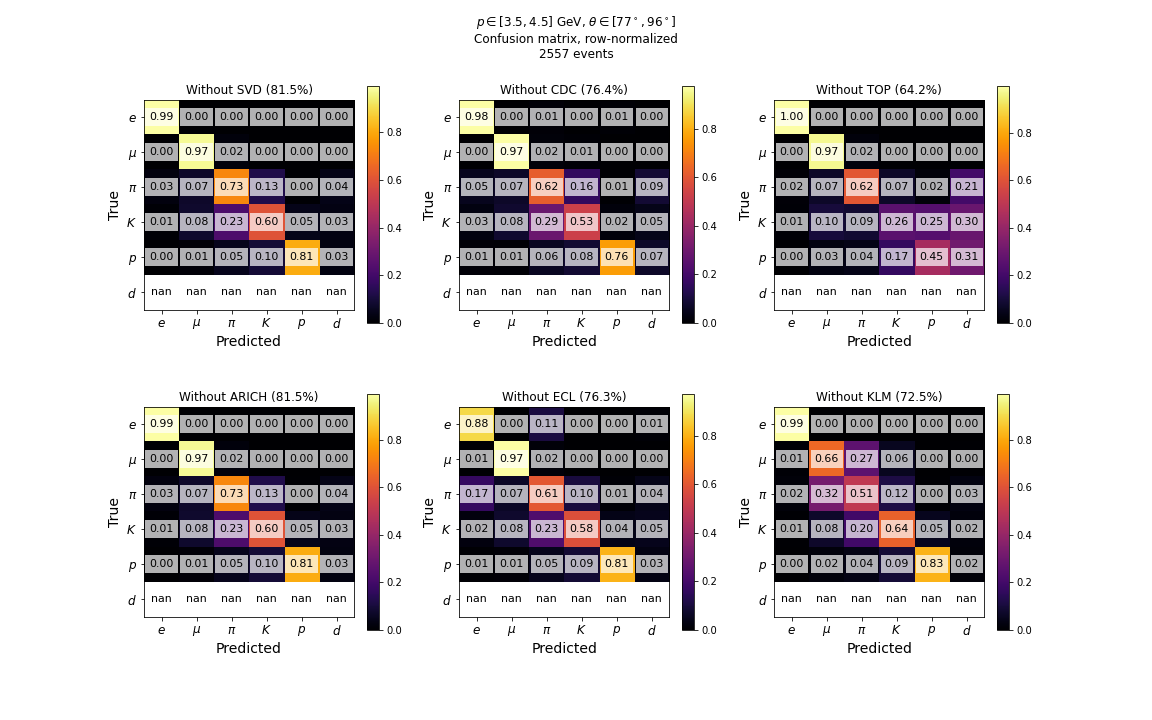 p ∈ [3.5, 4.5] GeV, θ ∈ [77°, 96°]
Confusion matrix, row-normalized
2557 events
Without SVD (81.5%)
True
e 0.99 0.00 0.00 0.00 0.00 0.00
μ 0.00 0.97 0.02 0.00 0.00 0.00
π 0.03 0.07 0.73 0.13 0.00 0.04
K 0.01 0.08 0.23 0.60 0.05 0.03
p 0.00 0.01 0.05 0.10 0.81 0.03
d nan nan nan nan nan nan
e μ π K p d
Predicted
0.8
0.6
0.4
0.2
0.0
Without CDC (76.4%)
True
e 0.98 0.00 0.01 0.00 0.01 0.00
μ 0.00 0.97 0.02 0.01 0.00 0.00
π 0.05 0.07 0.62 0.16 0.01 0.09
K 0.03 0.08 0.29 0.53 0.02 0.05
p 0.01 0.01 0.06 0.08 0.76 0.07
d nan nan nan nan nan nan
e μ π K p d
Predicted
0.8
0.6
0.4
0.2
0.0
Without TOP (64.2%)
True
e 1.00 0.00 0.00 0.00 0.00 0.00
μ 0.00 0.97 0.02 0.00 0.00 0.00
π 0.02 0.07 0.62 0.07 0.02 0.21
K 0.01 0.10 0.09 0.26 0.25 0.30
p 0.00 0.03 0.04 0.17 0.45 0.31
d nan nan nan nan nan nan
e μ π K p d
Predicted
0.8
0.6
0.4
0.2
0.0
Without ARICH (81.5%)
True
e 0.99 0.00 0.00 0.00 0.00 0.00
μ 0.00 0.97 0.02 0.00 0.00 0.00
π 0.03 0.07 0.73 0.13 0.00 0.04
K 0.01 0.08 0.23 0.60 0.05 0.03
p 0.00 0.01 0.05 0.10 0.81 0.03
d nan nan nan nan nan nan
e μ π K p d
Predicted
0.8
0.6
0.4
0.2
0.0
Without ECL (76.3%)
True
e 0.88 0.00 0.11 0.00 0.00 0.01
μ 0.01 0.97 0.02 0.00 0.00 0.00
π 0.17 0.07 0.61 0.10 0.01 0.04
K 0.02 0.08 0.23 0.58 0.04 0.05
p 0.01 0.01 0.05 0.09 0.81 0.03
d nan nan nan nan nan nan
e μ π K p d
Predicted
0.8
0.6
0.4
0.2
0.0
Without KLM (72.5%)
True
e 0.99 0.00 0.00 0.00 0.00 0.00
μ 0.01 0.66 0.27 0.06 0.00 0.00
π 0.02 0.32 0.51 0.12 0.00 0.03
K 0.01 0.08 0.20 0.64 0.05 0.02
p 0.00 0.02 0.04 0.09 0.83 0.02
d nan nan nan nan nan nan
e μ π K p d
Predicted
0.8
0.6
0.4
0.2
0.0